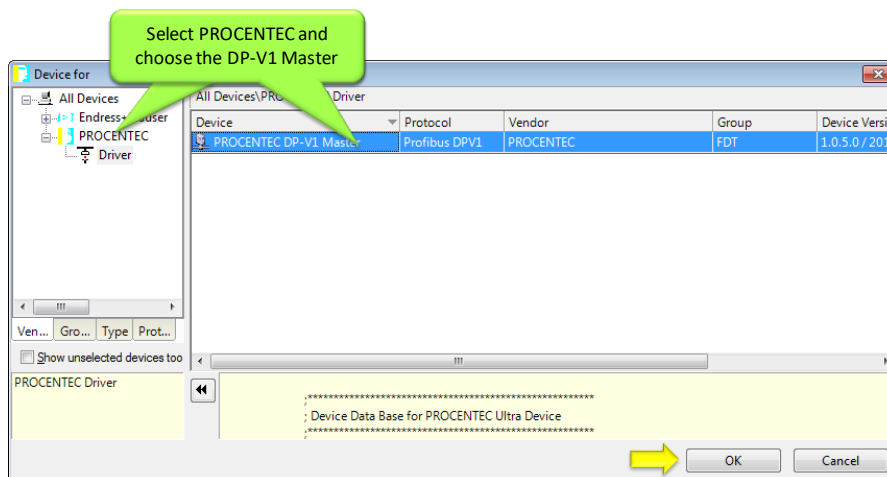 Select PROCENTEC and
choose the DP-V1 Master
Device for
All Devices
Endress+ user
PROCENTEC
Driver
All Devices\PRO Driver
Device Protocol Vendor Group Device Versi
PROCENTEC DP-V1 Master Profibus DPV1 PROCENTEC FDT 1.0.5.0 / 201
Ven... Gro... Type Prot...
Show unselected devices too
PROCENTEC Driver
;******************************************************
; Device Data Base for PROCENTEC Ultra Device
;******************************************************
OK Cancel